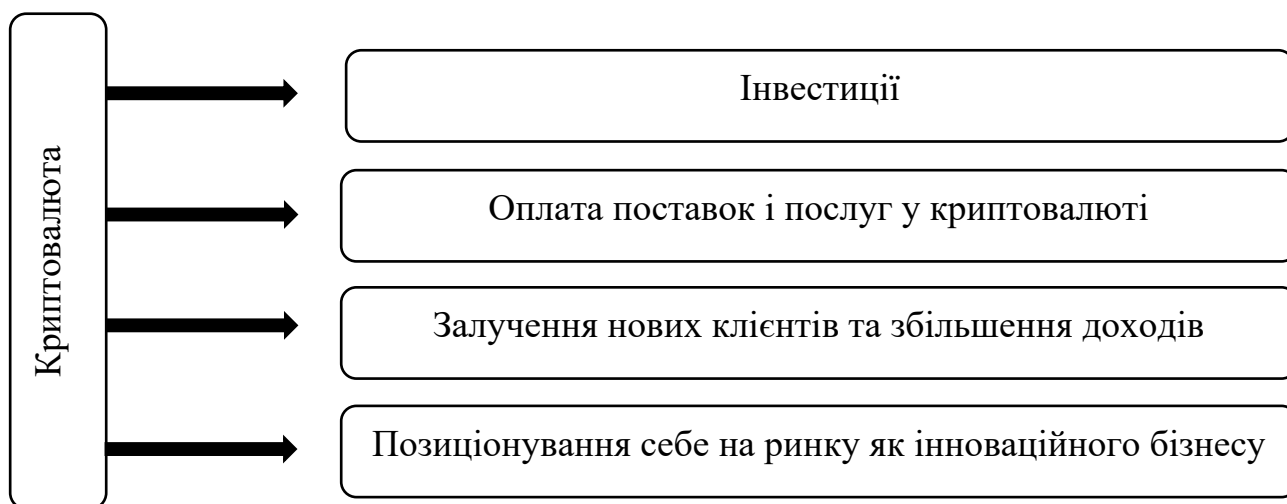 Криптовалюта
Інвестиції
Оплата поставок і послуг у криптовалюті
Залучення нових клієнтів та збільшення доходів
Позиціонування себе на ринку як інноваційного бізнесу